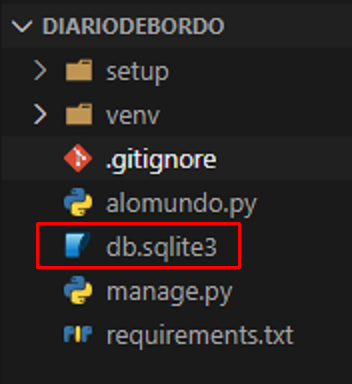 DIARIODEBORDO
setup
venv
.gitignore
alomundo.py
db.sqlite3
manage.py
requirements.txt